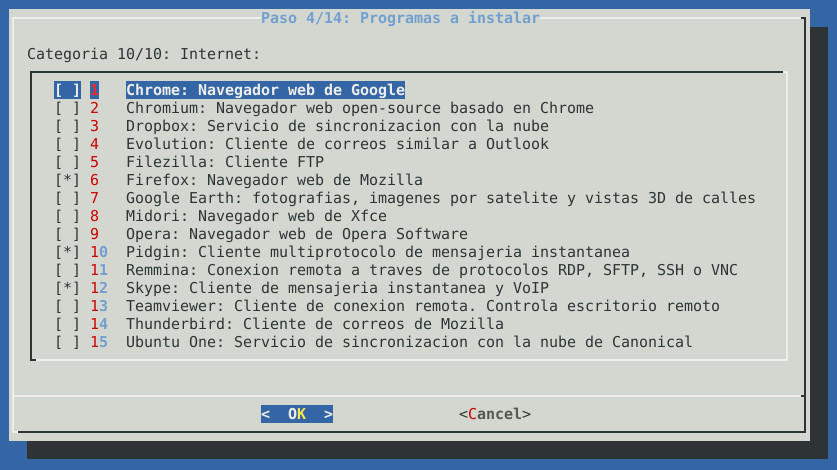 Paso 4/14: Programas a instalar
Categoria 10/10: Internet:
[ ] 1 Chrome: Navegador web de Google
[ ] 2 Chromium: Navegador web open-source basado en Chrome
[ ] 3 Dropbox: Servicio de sincronizacion con la nube
[ ] 4 Evolution: Cliente de correos similar a Outlook
[ ] 5 Filezilla: Cliente FTP
[*] 6 Firefox: Navegador web de Mozilla
[ ] 7 Google Earth: fotografias, imagenes por satelite y vistas 3D de calles
[ ] 8 Midori: Navegador web de Xfce
[ ] 9 Opera: Navegador web de Opera Software
[*] 10 Pidgin: Cliente multiprotocolo de mensajeria instantanea
[ ] 11 Remmina: Conexion remota a traves de protocolos RDP, SFTP, SSH o VNC
[*] 12 Skype: Cliente de mensajeria instantanea y VoIP
[ ] 13 Teamviewer: Cliente de conexion remota. Controla escritorio remoto
[ ] 14 Thunderbird: Cliente de correos de Mozilla
[ ] 15 Ubuntu One: Servicio de sincronizacion con la nube de Canonical
< OK > <Cancel>